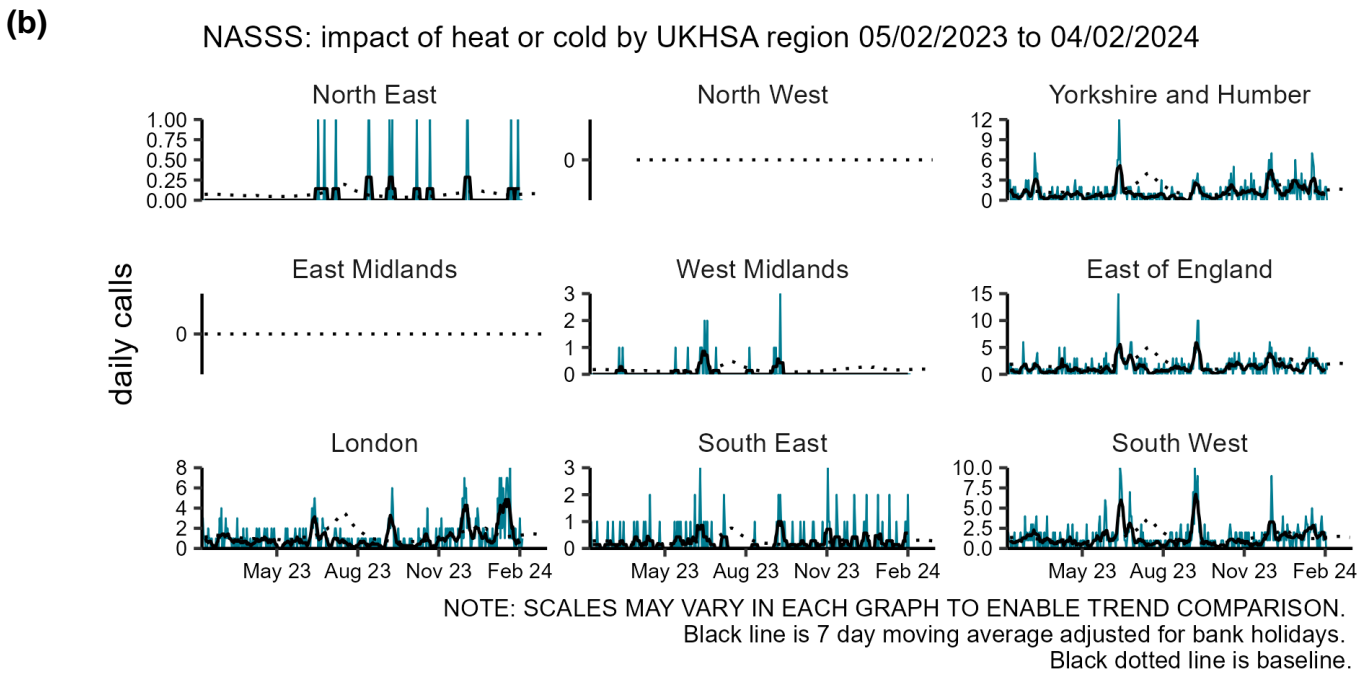 (b)
NASSS: impact of heat or cold by UKHSA region 05/02/2023 to 04/02/2024
daily calls
North East
1.00
0.75
0.50
0.25
0.00
North West
0
Yorkshire and Humber
12
9
6
3
0
East Midlands
0
West Midlands
3
2
1
0
East of England
15
10
5
0
London
8
6
4
2
0
May 23 Aug 23 Nov 23 Feb 24
South East
3
2
1
0
May 23 Aug 23 Nov 23 Feb 24
South West
10.0
7.5
5.0
2.5
0.0
May 23 Aug 23 Nov 23 Feb 24
NOTE: SCALES MAY VARY IN EACH GRAPH TO ENABLE TREND COMPARISON.
Black line is 7 day moving average adjusted for bank holidays.
Black dotted line is baseline.